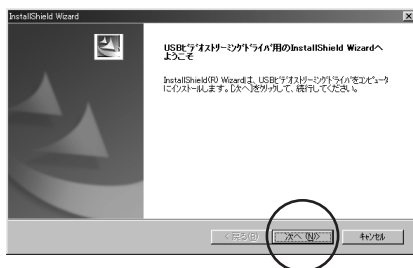 InstallShield Wizard
USBﾋﾞﾃﾞｵｽﾄﾘｰﾐﾝｸﾞﾄﾞﾗｲﾊﾞ用のInstallShield Wizardへ
ようこそ
InstallShield(R) Wizardは、USBﾋﾞﾃﾞｵｽﾄﾘｰﾐﾝｸﾞﾄﾞﾗｲﾊﾞをｺﾝﾋﾟｭｰﾀ
にｲﾝｽﾄｰﾙします。[次へ]をｸﾘｯｸして、続行してください。
< 戻る(B)
次へ (N)>
ｷｬﾝｾﾙ